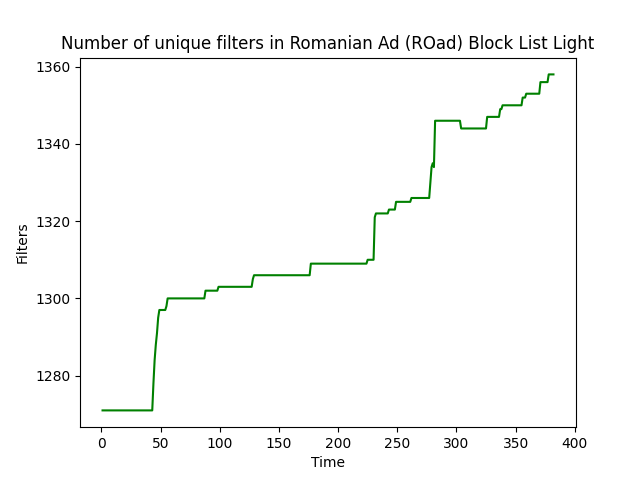 Number of unique filters in Romanian Ad (ROad) Block List Light
1360
1340
1320
1300
1280
Filters
0 50 100 150 200 250 300 350 400
Time